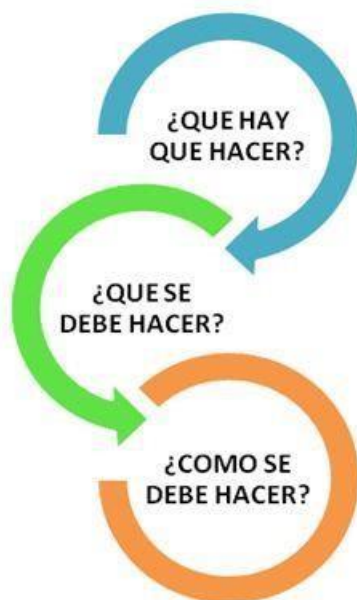 ¿QUE HAY
QUE HACER?
¿QUE SE
DEBE HACER?
¿COMO SE
DEBE HACER?